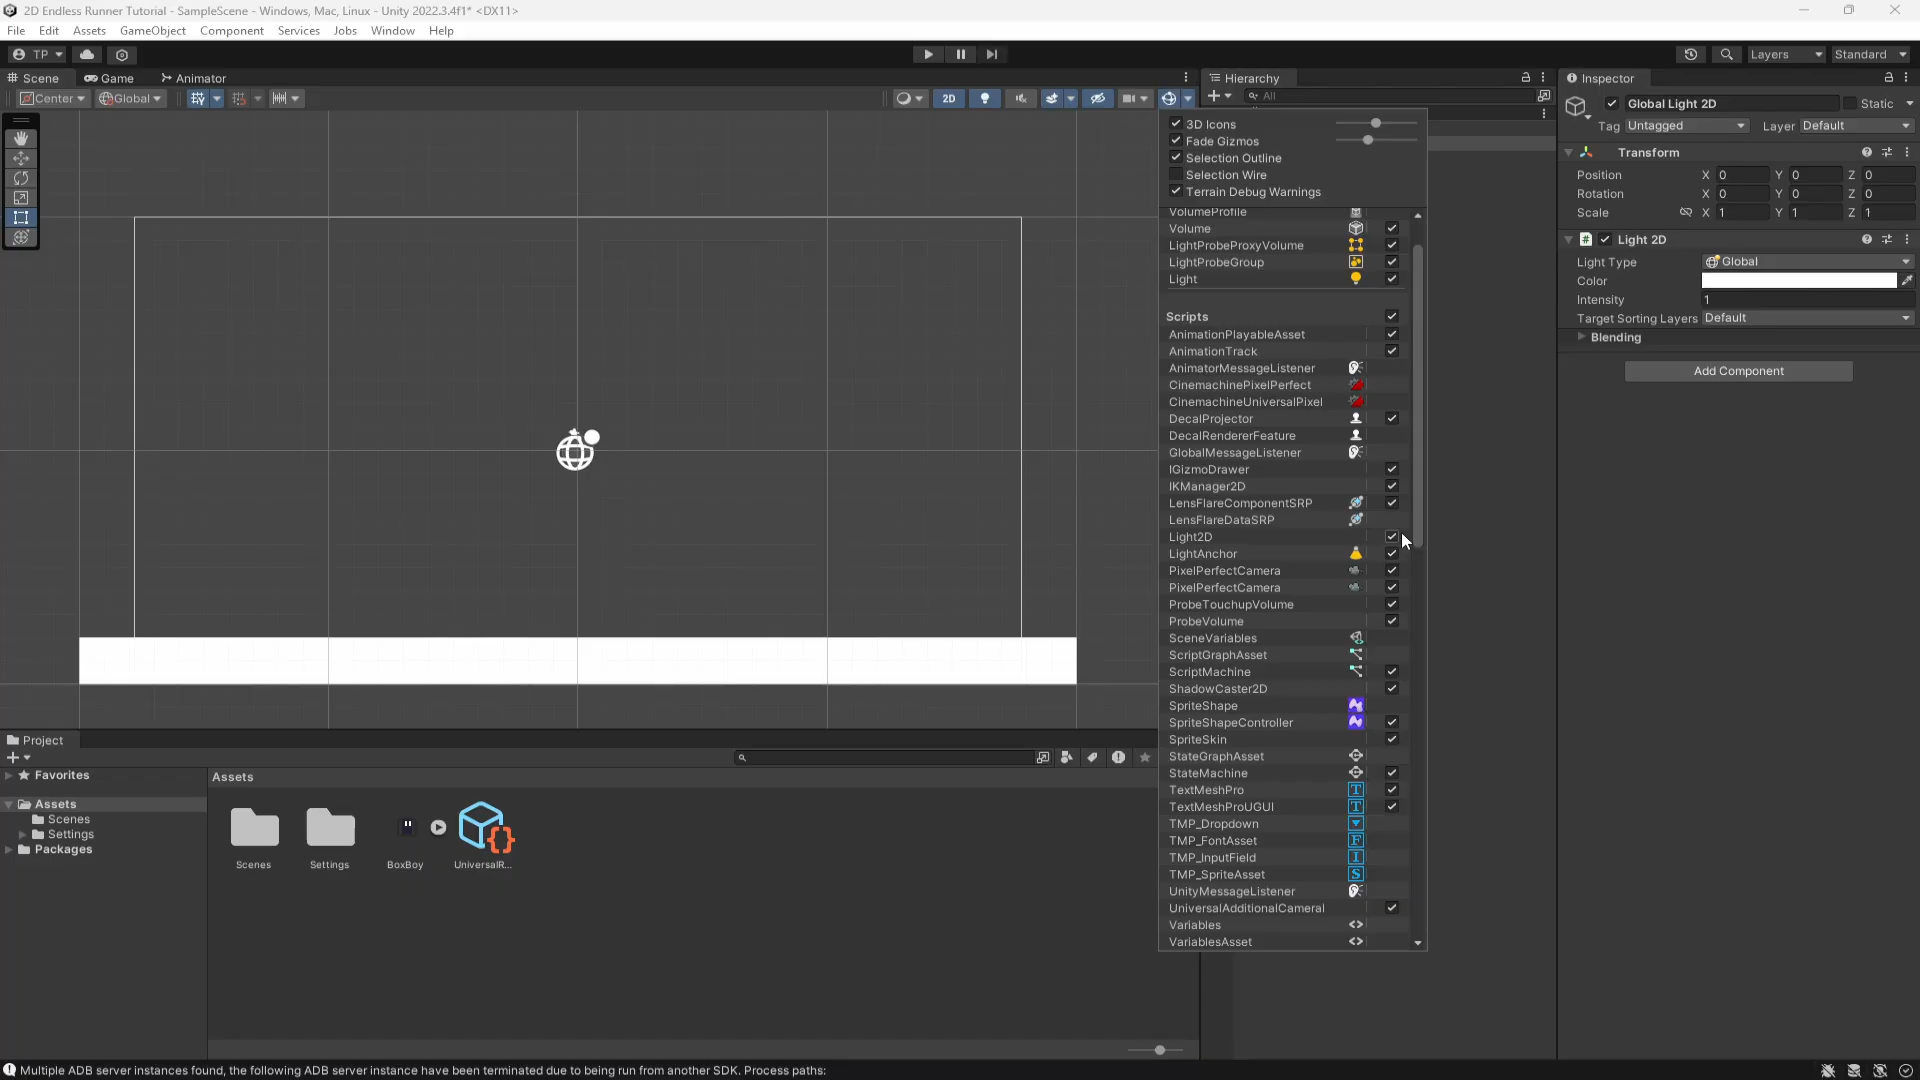 2D Endless Runner Tutorial - SampleScene - Windows, Mac, Linux - Unity 2022.3.4f1* <DX11>
File Edit Assets GameObject Component Services Jobs Window Help
TP Layers Standard
Scene Game Animator Hierarchy Inspector
Center Global 2D All
Global Light 2D Static
Tag Untagged Layer Default
3D Icons
Fade Gizmos
Selection Outline
Selection Wire
Terrain Debug Warnings
VolumeProfile
Volume
LightProbeProxyVolume
LightProbeGroup
Light
Scripts
AnimationPlayableAsset
AnimationTrack
AnimatorMessageListener
CinemachinePixelPerfect
CinemachineUniversalPixel
DecalProjector
DecalRendererFeature
GlobalMessageListener
IGizmoDrawer
IKManager2D
LensFlareComponentSRP
LensFlareDataSRP
Light2D
LightAnchor
PixelPerfectCamera
PixelPerfectCamera
ProbeTouchupVolume
ProbeVolume
SceneVariables
ScriptGraphAsset
ScriptMachine
ShadowCaster2D
SpriteShape
SpriteShapeController
SpriteSkin
StateGraphAsset
StateMachine
TextMeshPro
TextMeshProUGUI
TMP_Dropdown
TMP_FontAsset
TMP_InputField
TMP_SpriteAsset
UnityMessageListener
UniversalAdditionalCameraI
Variables
VariablesAsset
Transform
Position X 0 Y 0 Z 0
Rotation X 0 Y 0 Z 0
Scale X 1 Y 1 Z 1
Light 2D
Light Type Global
Color
Intensity 1
Target Sorting Layers Default
Blending
Add Component
Project
Favorites
Assets
Scenes
Settings
Packages
Assets
Scenes Settings BoxBoy UniversalR...
Multiple ADB server instances found, the following ADB server instance have been terminated due to being run from another SDK. Process paths: